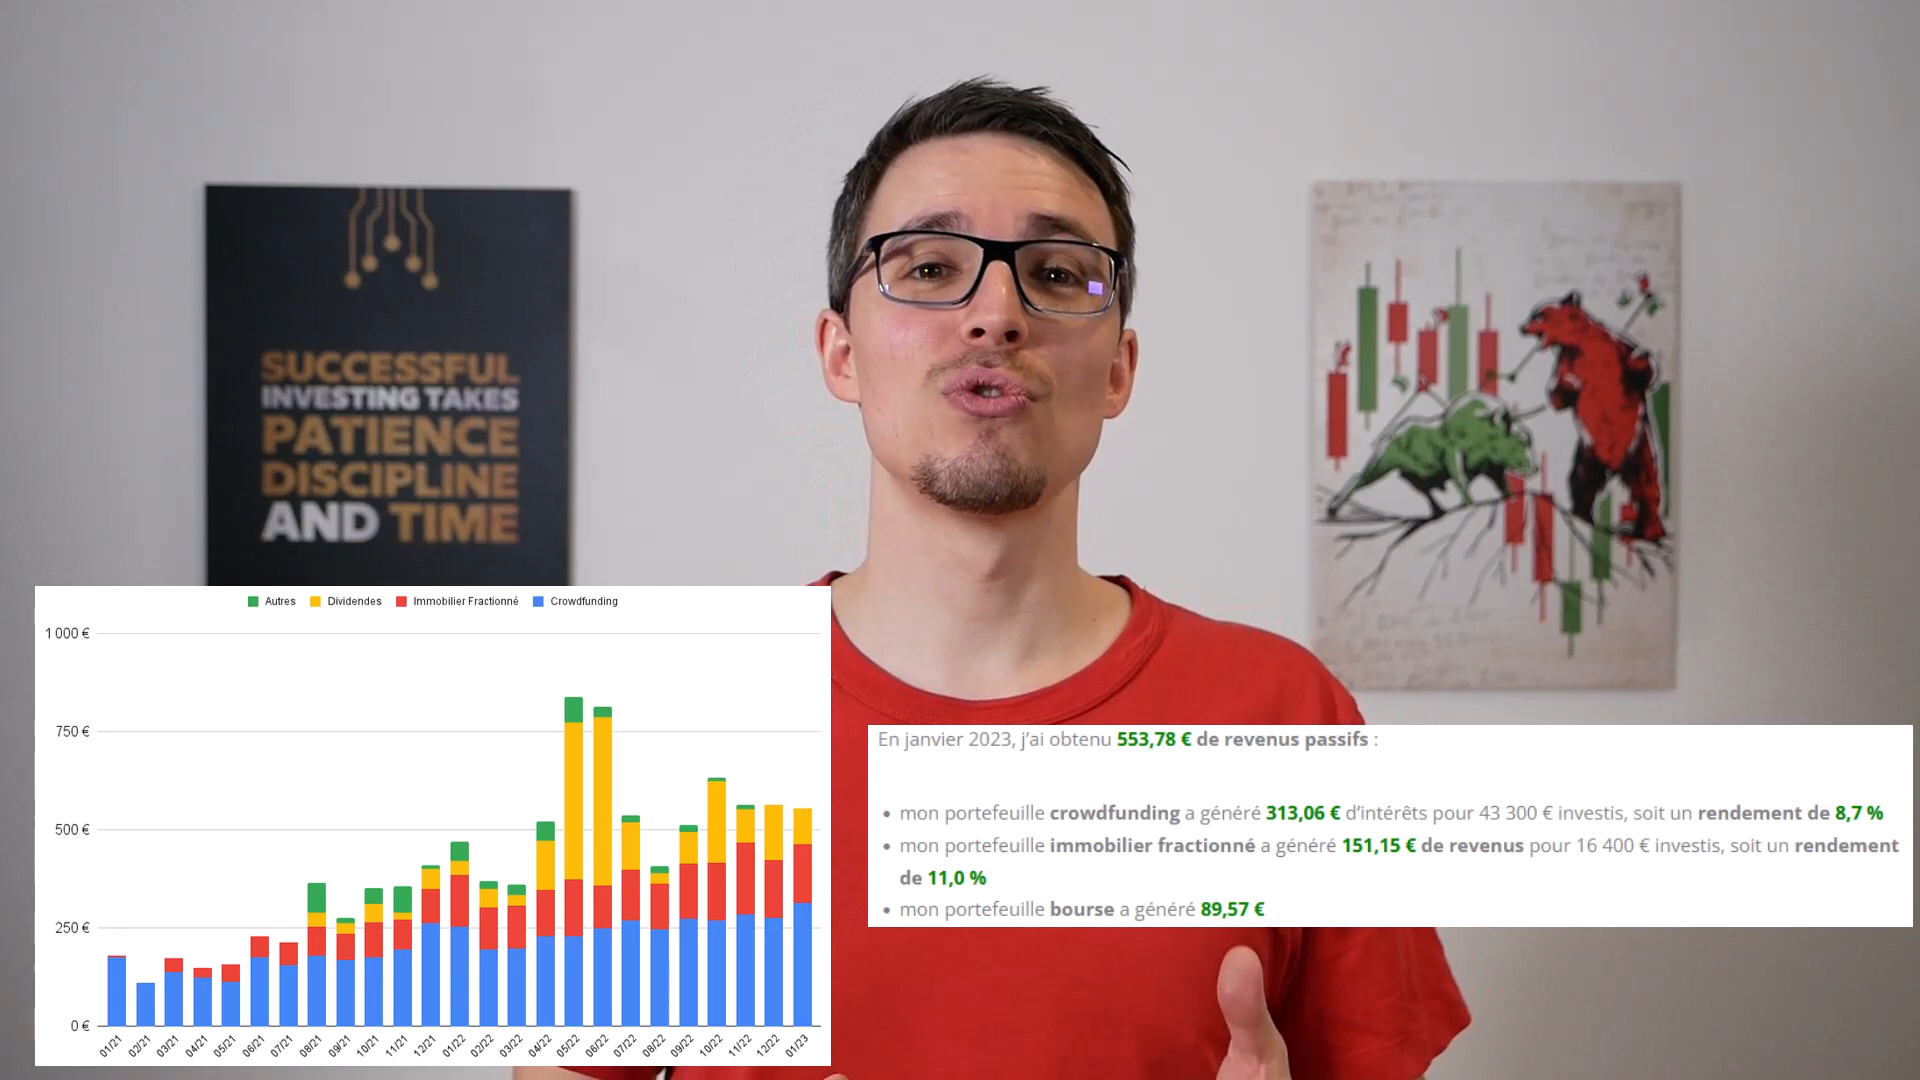 SUCCESSFUL
INVESTING TAKES
PATIENCE
DISCIPLINE
AND TIME
Autres Dividendes Immobilier Fractionné Crowdfunding
1 000 €
750 €
500 €
250 €
0 €
01/21 02/21 03/21 04/21 05/21 06/21 07/21 08/21 09/21 10/21 11/21 12/21 01/22 02/22 03/22 04/22 05/22 06/22 07/22 08/22 09/22 10/22 11/22 12/22 01/23
En janvier 2023, j'ai obtenu 553,78 € de revenus passifs :
• mon portefeuille crowdfunding a généré 313,06 € d'intérêts pour 43 300 € investis, soit un rendement de 8,7 %
• mon portefeuille immobilier fractionné a généré 151,15 € de revenus pour 16 400 € investis, soit un rendement
de 11,0 %
• mon portefeuille bourse a généré 89,57 €